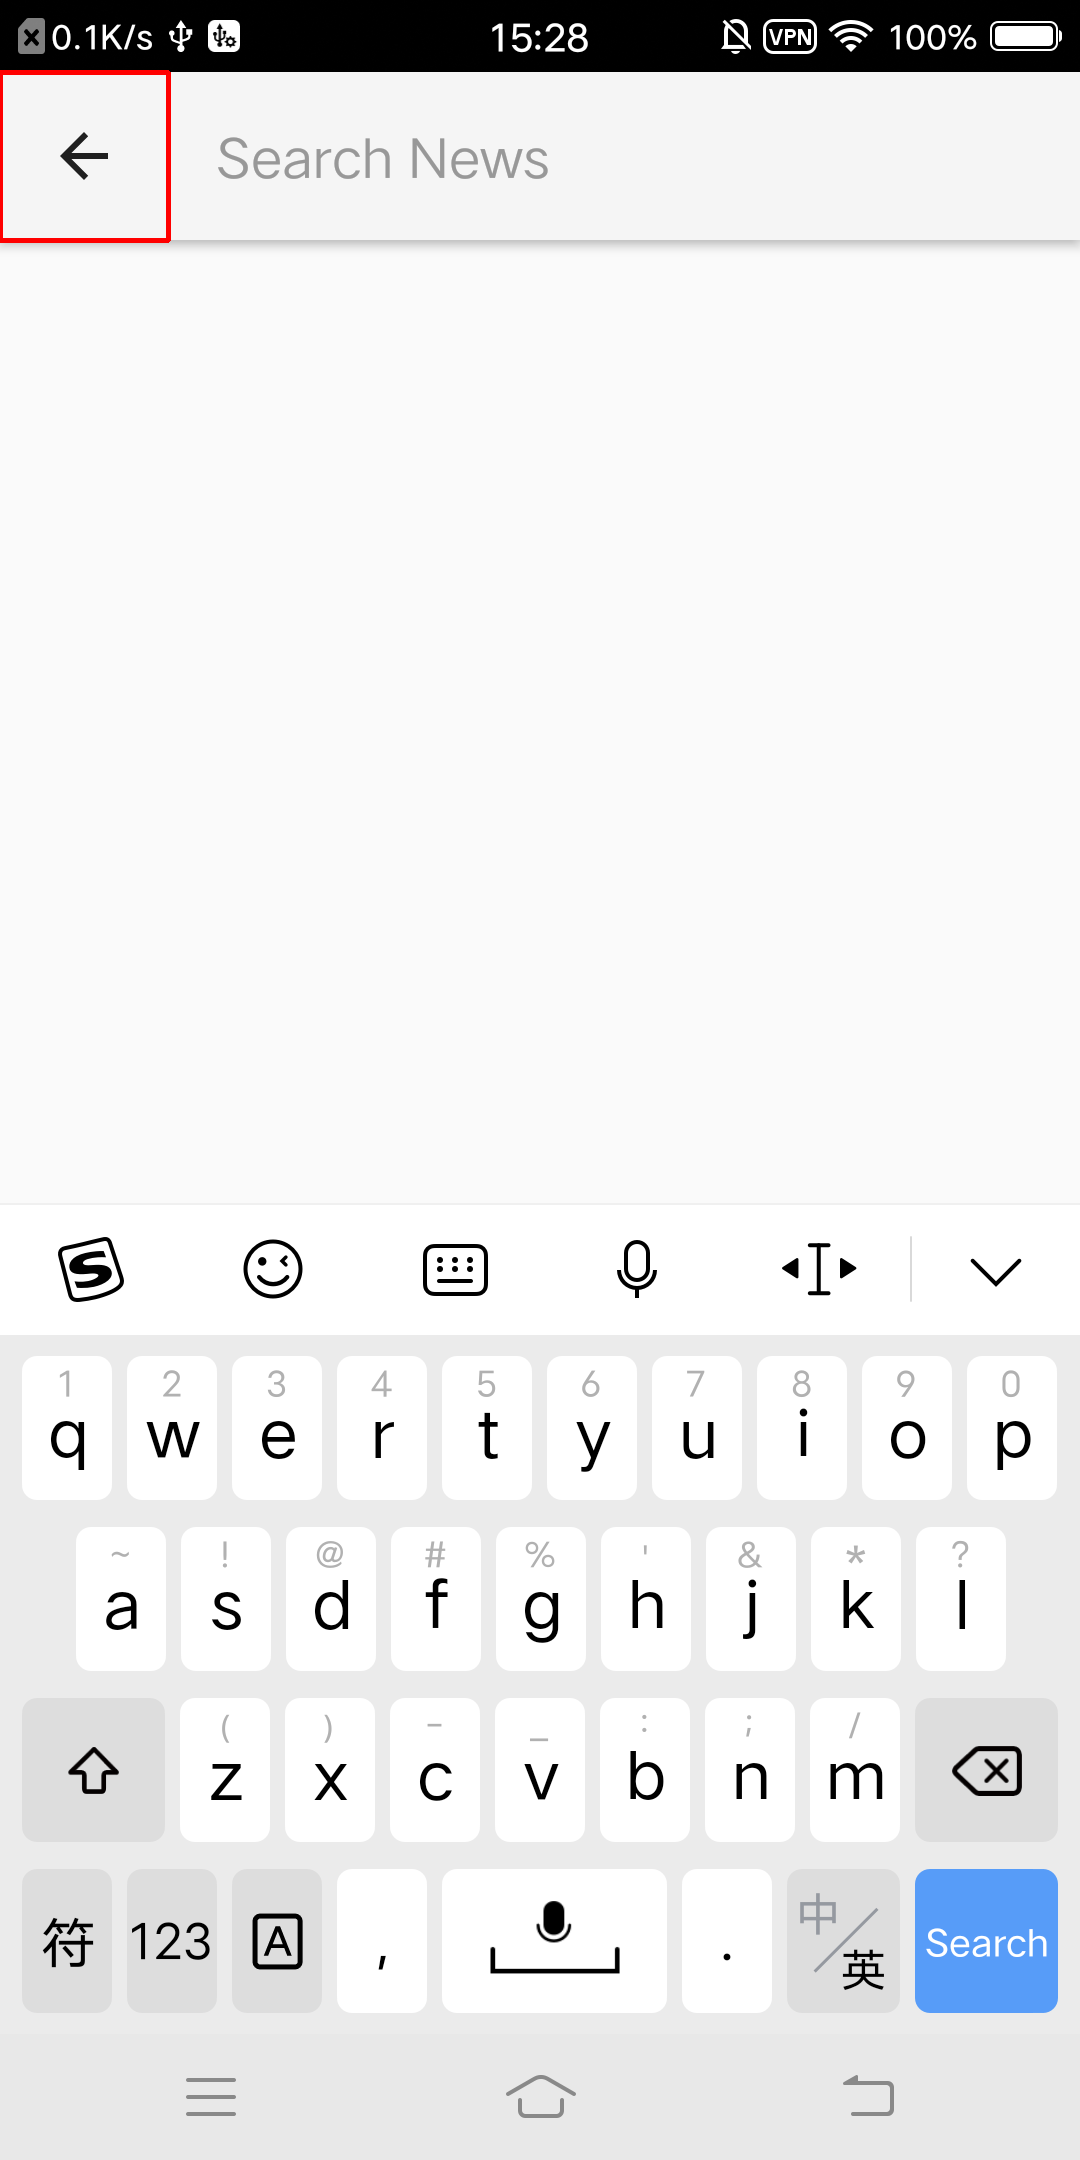 0.1K/s 15:28 VPN 100%
Search News
1 2 3 4 5 6 7 8 9 0
q w e r t y u i o p
~ ! @ # % ' & * ?
a s d f g h j k l
( ) - _ : ; /
z x c v b n m
符 123 A , . 中/英 Search